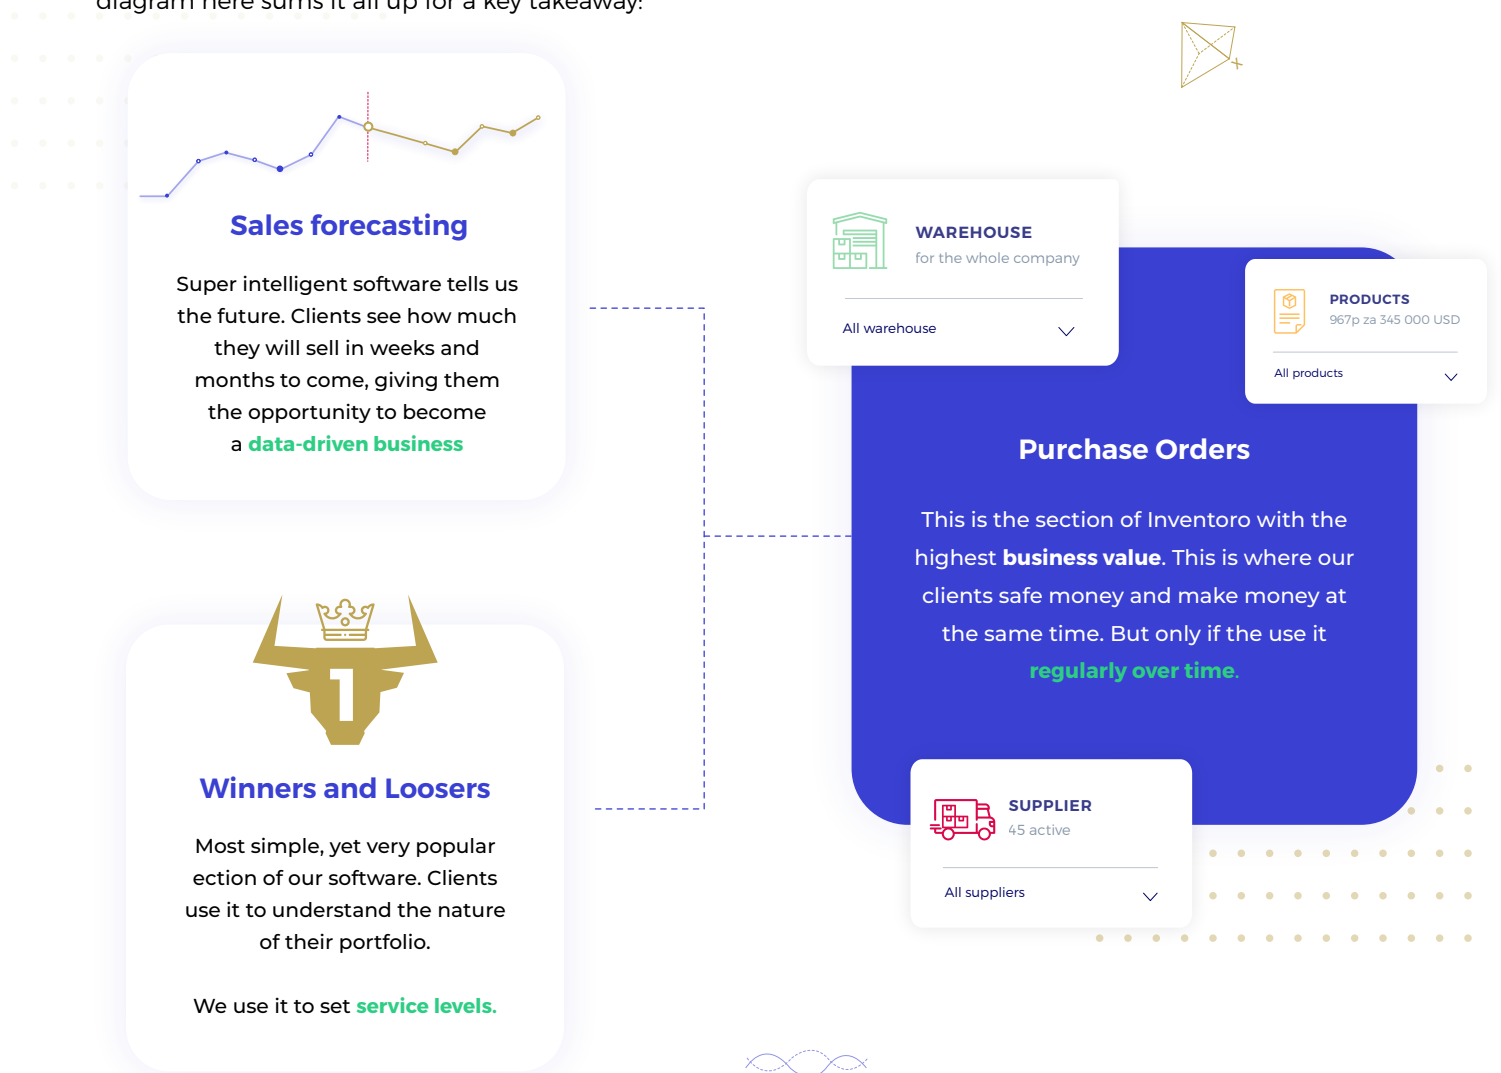 diagram here sums it all up for a key takeaway:
Sales forecasting
Super intelligent software tells us
the future. Clients see how much
they will sell in weeks and
months to come, giving them
the opportunity to become
a data-driven business
1
Winners and Loosers
Most simple, yet very popular
ection of our software. Clients
use it to understand the nature
of their portfolio.
We use it to set service levels.
WAREHOUSE
for the whole company
All warehouse
PRODUCTS
967p za 345 000 USD
All products
Purchase Orders
This is the section of Inventoro with the
highest business value. This is where our
clients safe money and make money at
the same time. But only if the use it
regularly over time.
SUPPLIER
45 active
All suppliers